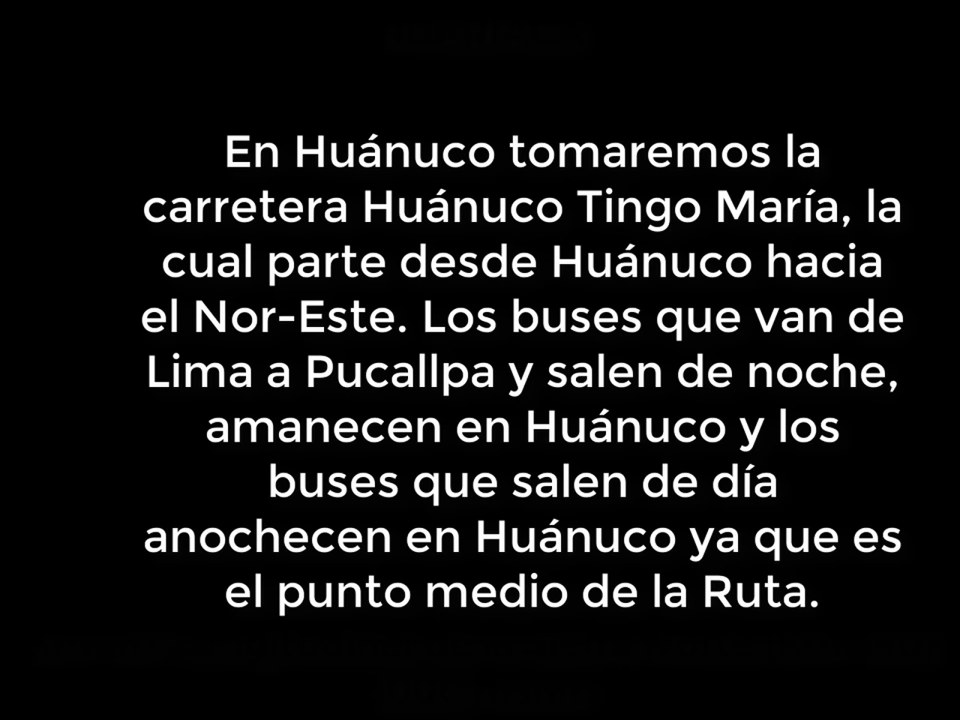 En Huánuco tomaremos la
carretera Huánuco Tingo María, la
cual parte desde Huánuco hacia
el Nor-Este. Los buses que van de
Lima a Pucallpa y salen de noche,
amanecen en Huánuco y los
buses que salen de día
anochecen en Huánuco ya que es
el punto medio de la Ruta.